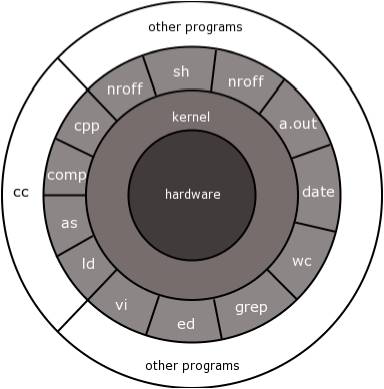 other programs
sh
nroff
nroff
a.out
cpp
kernel
comp
hardware
date
cc
as
ld
wc
vi
ed
grep
other programs